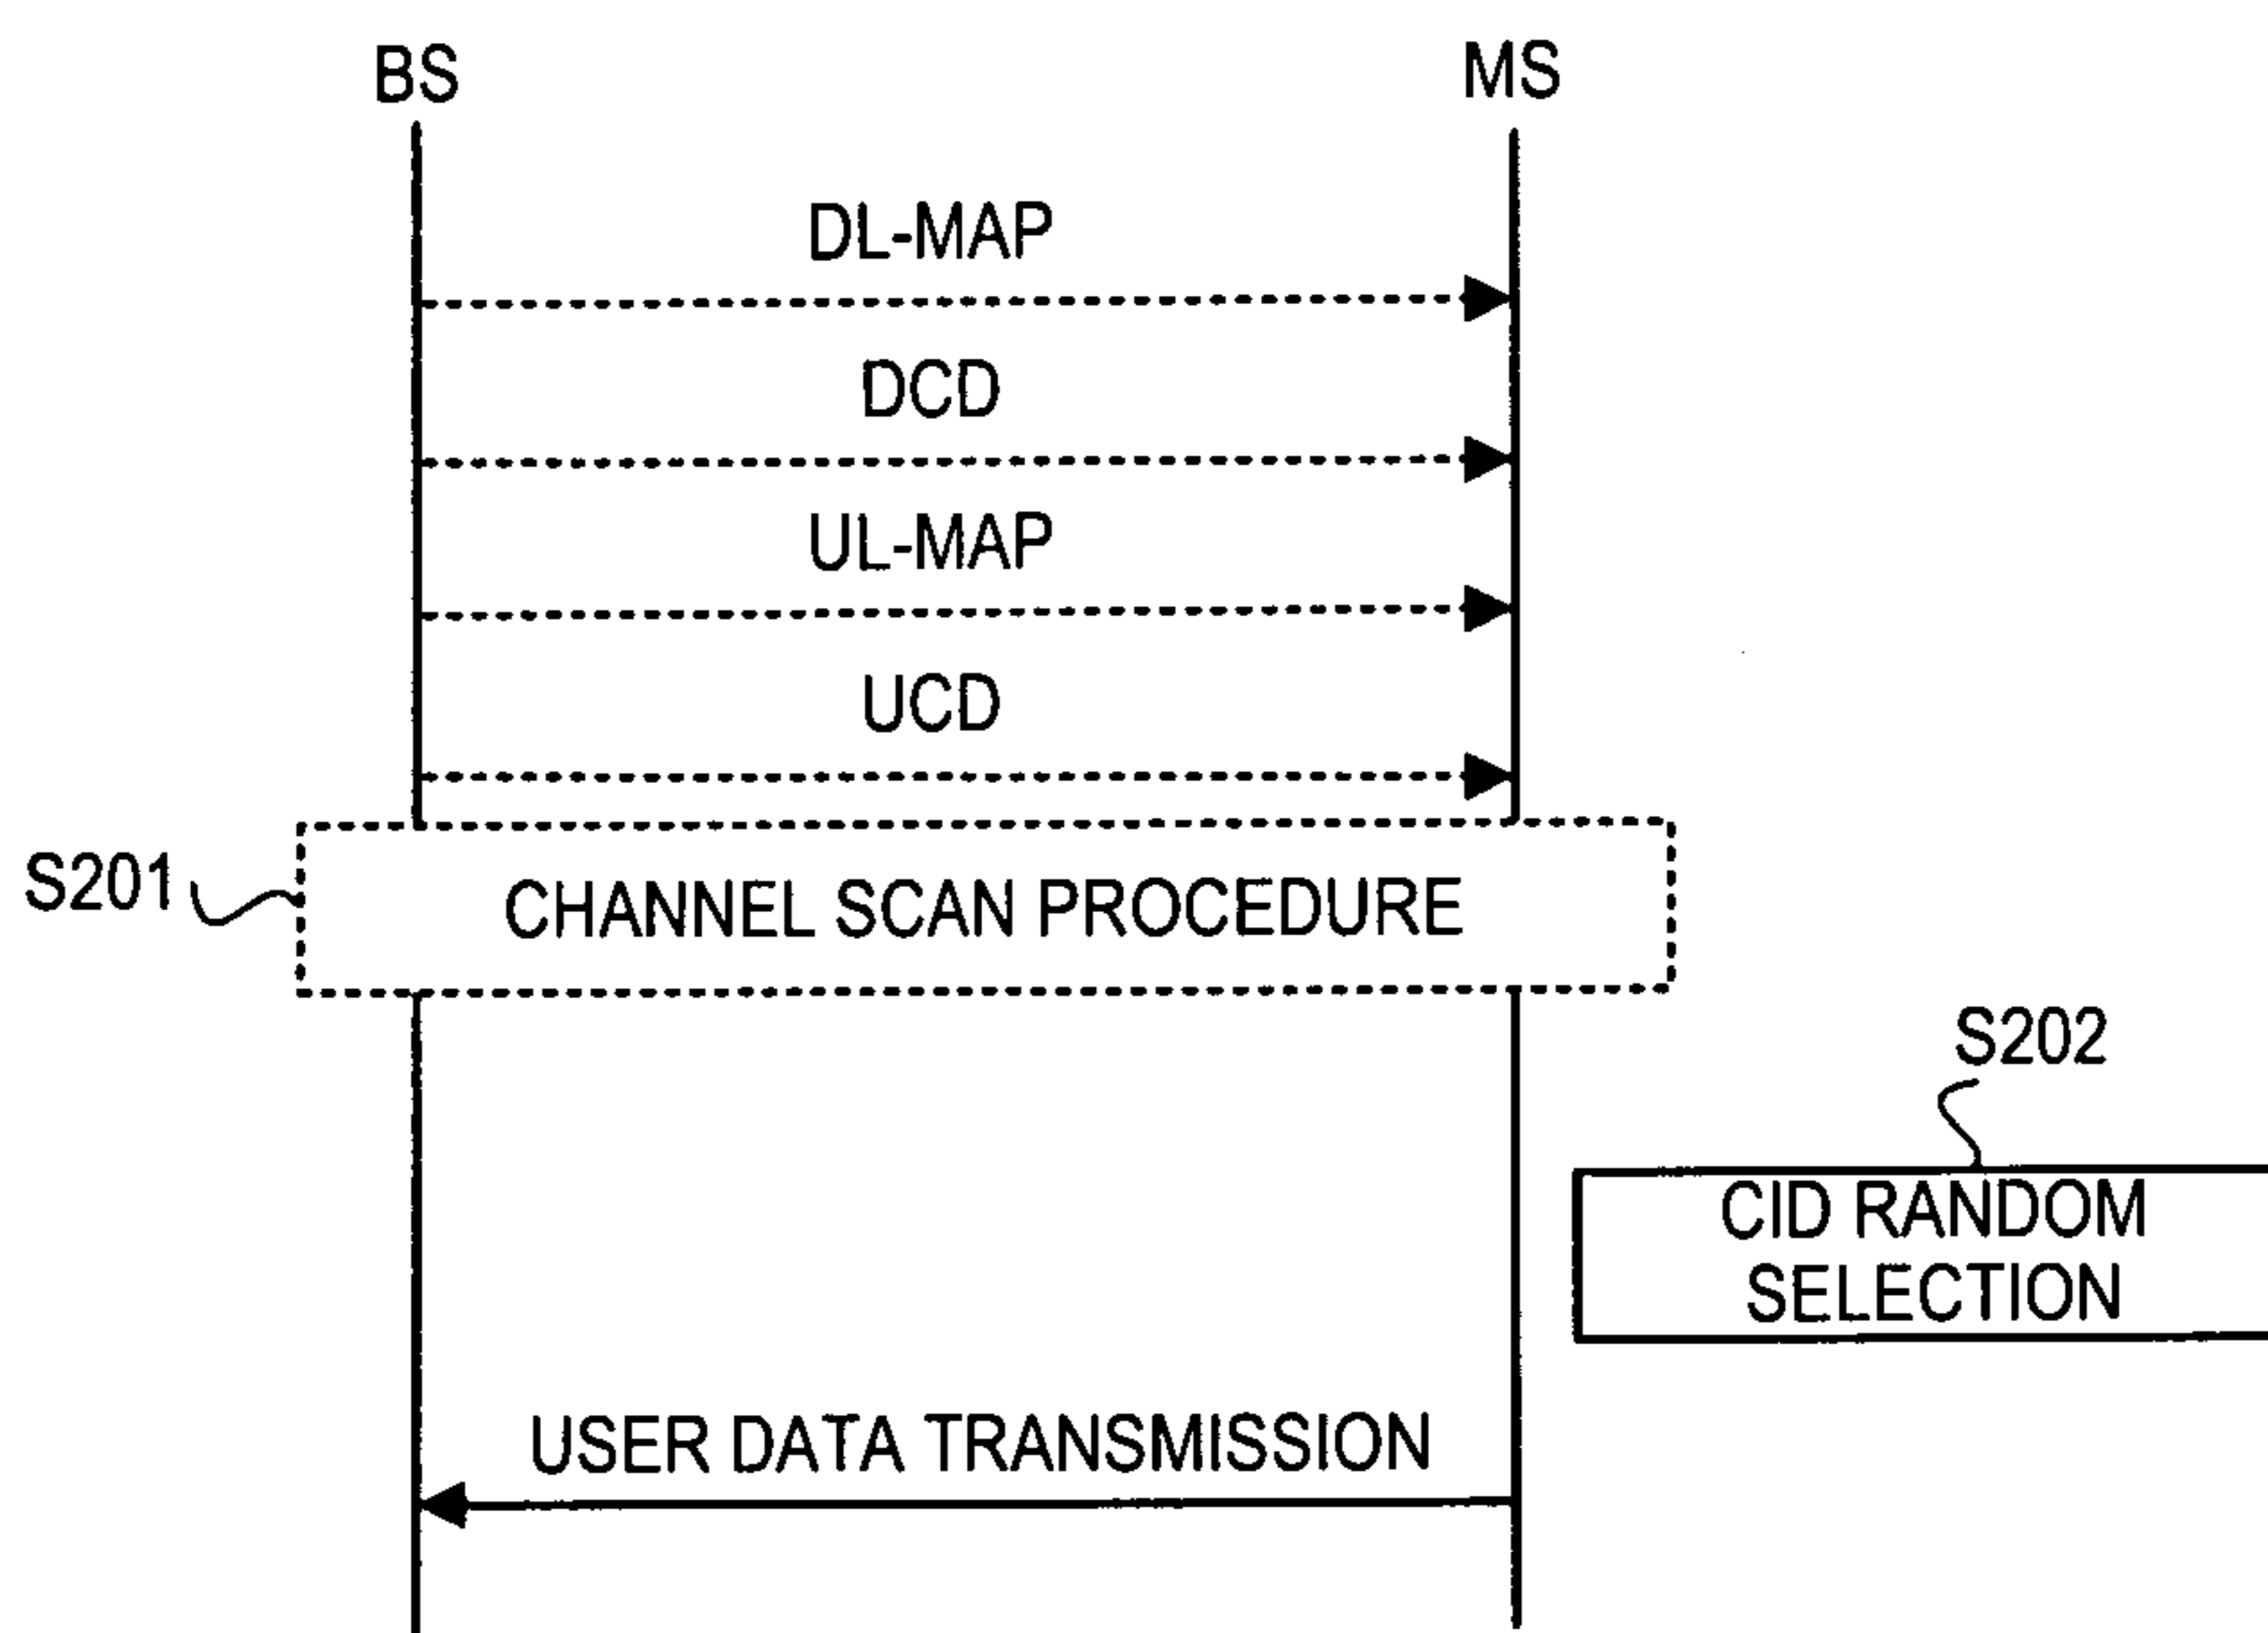 BS
MS
DL-MAP
DCD
UL-MAP
UCD
S201
CHANNEL SCAN PROCEDURE
S202
CID RANDOM
SELECTION
USER DATA TRANSMISSION